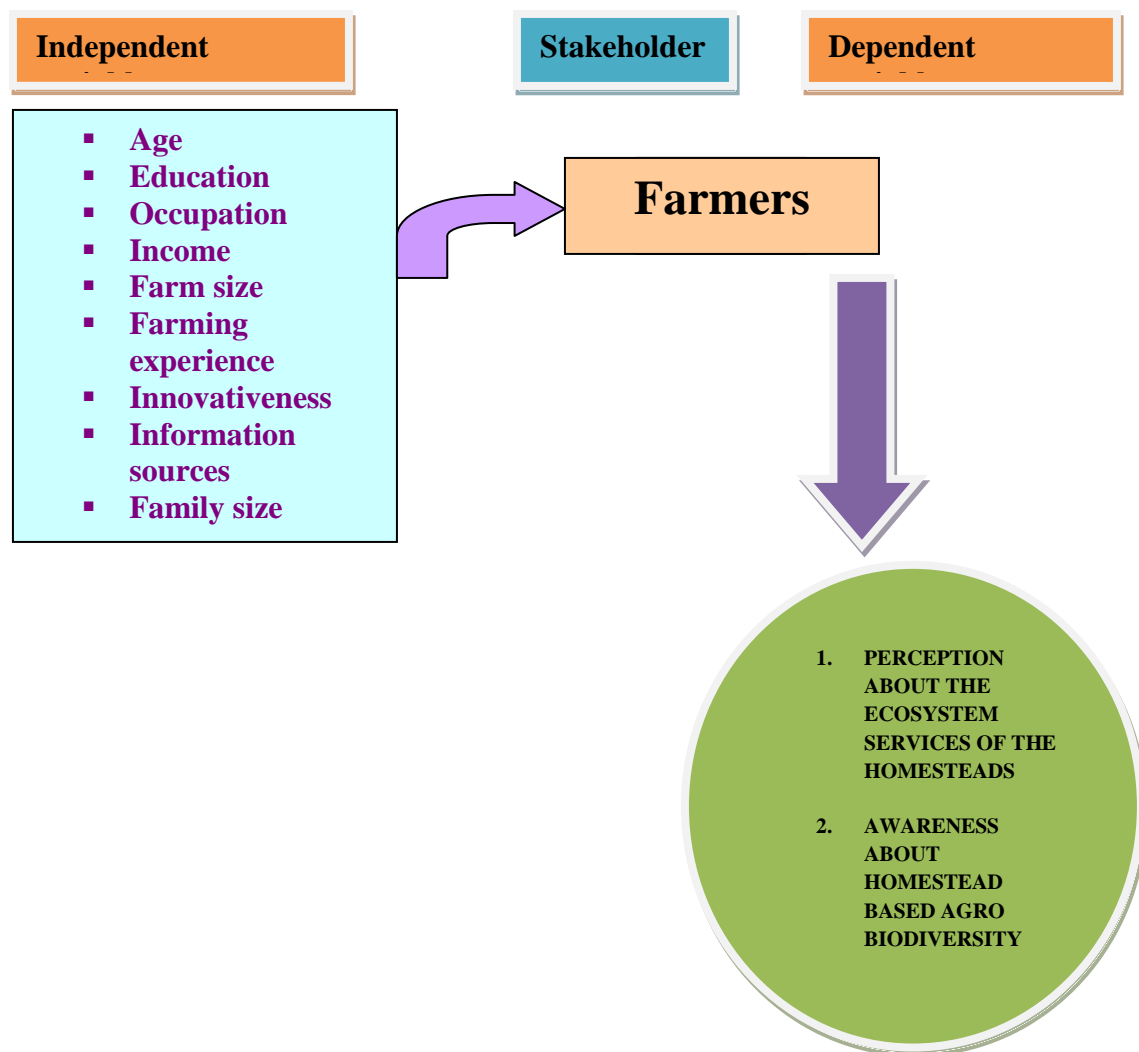 Independent
Stakeholder
Dependent
▪ Age
▪ Education
▪ Occupation
▪ Income
▪ Farm size
▪ Farming
experience
▪ Innovativeness
▪ Information
sources
▪ Family size
Farmers
1. PERCEPTION
ABOUT THE
ECOSYSTEM
SERVICES OF THE
HOMESTEADS
2. AWARENESS
ABOUT
HOMESTEAD
BASED AGRO
BIODIVERSITY